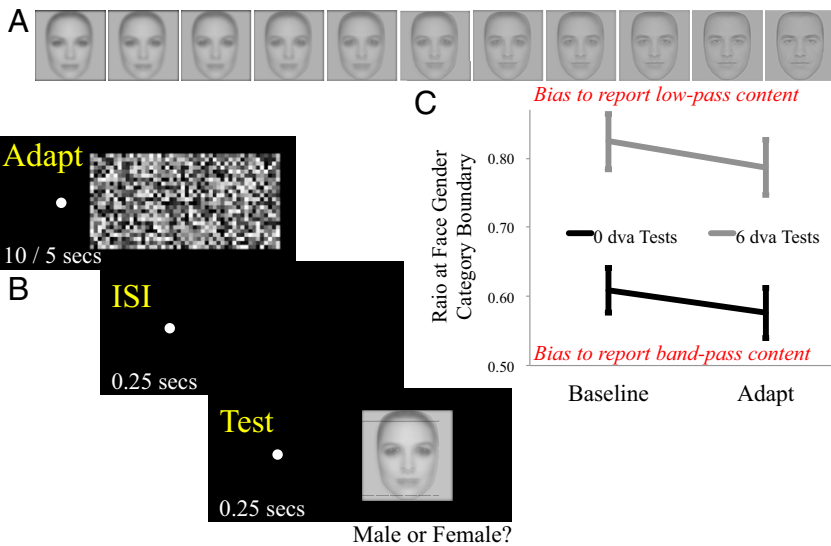 A
Adapt
10 / 5 secs
B
ISI
0.25 secs
Test
0.25 secs
Male or Female?
C
Bias to report low-pass content
Raio at Face Gender
Category Boundary
0.80
0.70
0.60
0.50
0 dva Tests
6 dva Tests
Bias to report band-pass content
Baseline
Adapt